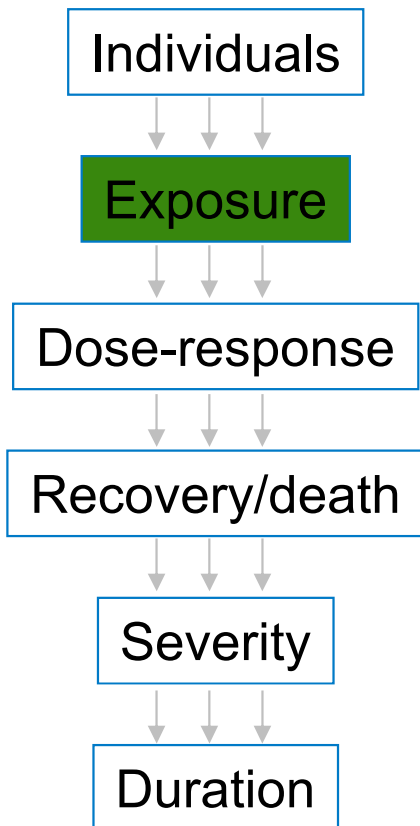 Individuals
Exposure
Dose-response
Recovery/death
Severity
Duration